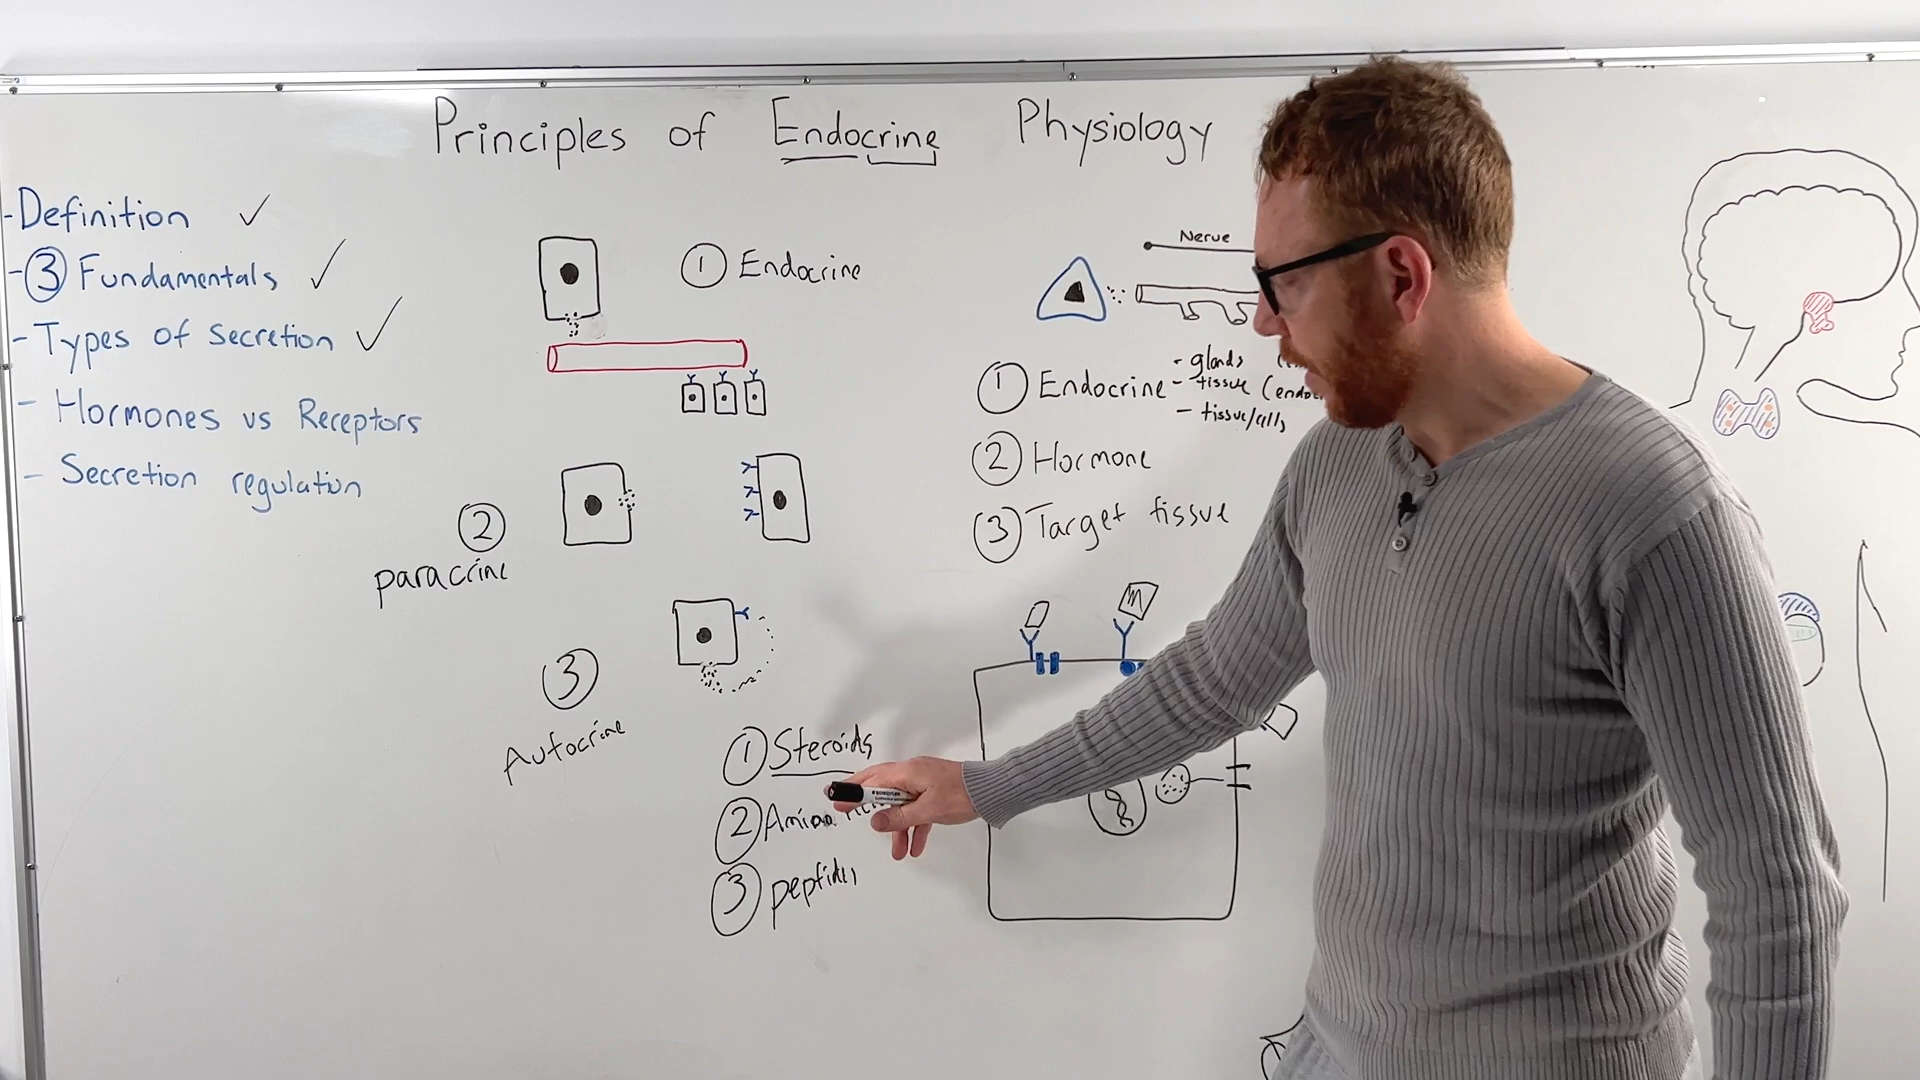 Principles of Endocrine Physiology
- Definition ✓
- ③ Fundamentals ✓
- Types of secretion ✓
- Hormones vs Receptors
- Secretion regulation
① Endocrine
② paracrine
③ Autocrine
① Steroids
② Amino
③ peptides
Nerve
① Endocrine - glands
- tissue (endoc
- tissue/cells
② Hormone
③ Target tissue
m